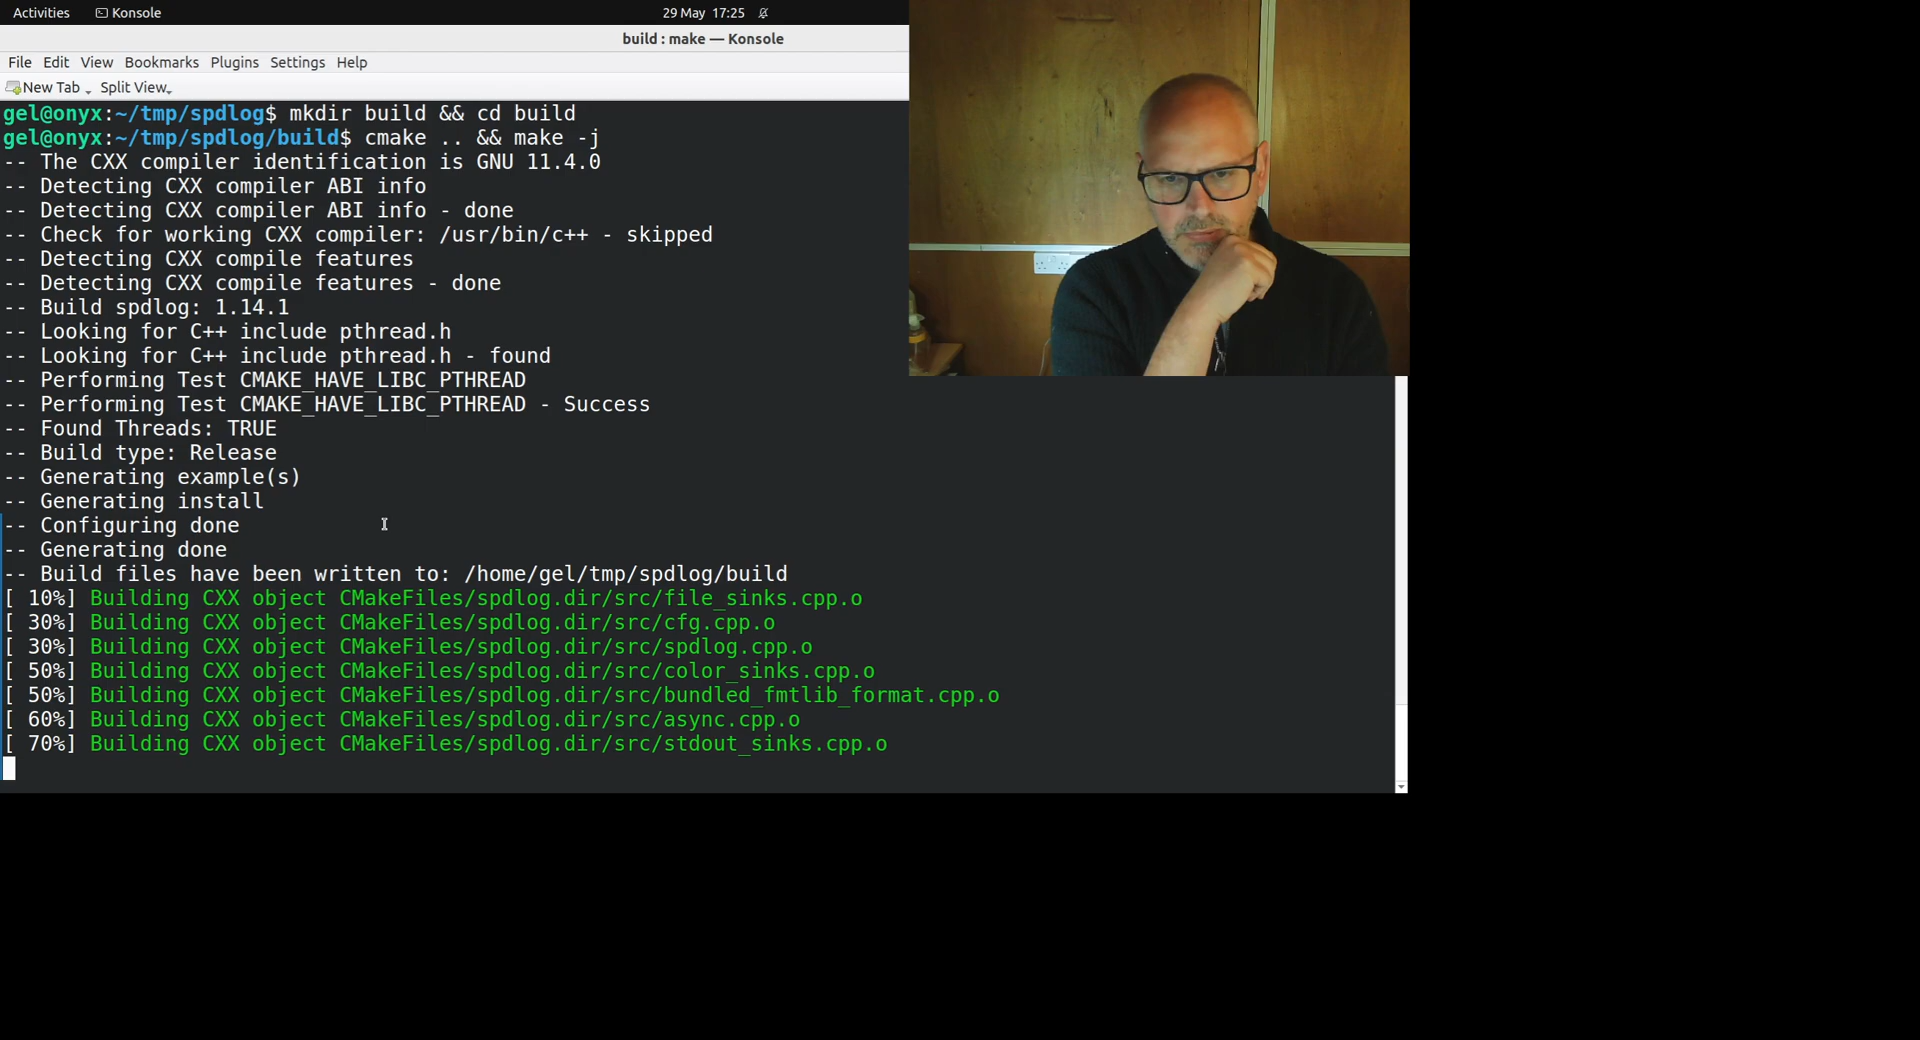 Activities Konsole 29 May 17:25
build : make — Konsole
File Edit View Bookmarks Plugins Settings Help
New Tab Split View
gel@onyx:~/tmp/spdlog$ mkdir build && cd build
gel@onyx:~/tmp/spdlog/build$ cmake .. && make -j
-- The CXX compiler identification is GNU 11.4.0
-- Detecting CXX compiler ABI info
-- Detecting CXX compiler ABI info - done
-- Check for working CXX compiler: /usr/bin/c++ - skipped
-- Detecting CXX compile features
-- Detecting CXX compile features - done
-- Build spdlog: 1.14.1
-- Looking for C++ include pthread.h
-- Looking for C++ include pthread.h - found
-- Performing Test CMAKE_HAVE_LIBC_PTHREAD
-- Performing Test CMAKE_HAVE_LIBC_PTHREAD - Success
-- Found Threads: TRUE
-- Build type: Release
-- Generating example(s)
-- Generating install
-- Configuring done
-- Generating done
-- Build files have been written to: /home/gel/tmp/spdlog/build
[ 10%] Building CXX object CMakeFiles/spdlog.dir/src/file_sinks.cpp.o
[ 30%] Building CXX object CMakeFiles/spdlog.dir/src/cfg.cpp.o
[ 30%] Building CXX object CMakeFiles/spdlog.dir/src/spdlog.cpp.o
[ 50%] Building CXX object CMakeFiles/spdlog.dir/src/color_sinks.cpp.o
[ 50%] Building CXX object CMakeFiles/spdlog.dir/src/bundled_fmtlib_format.cpp.o
[ 60%] Building CXX object CMakeFiles/spdlog.dir/src/async.cpp.o
[ 70%] Building CXX object CMakeFiles/spdlog.dir/src/stdout_sinks.cpp.o